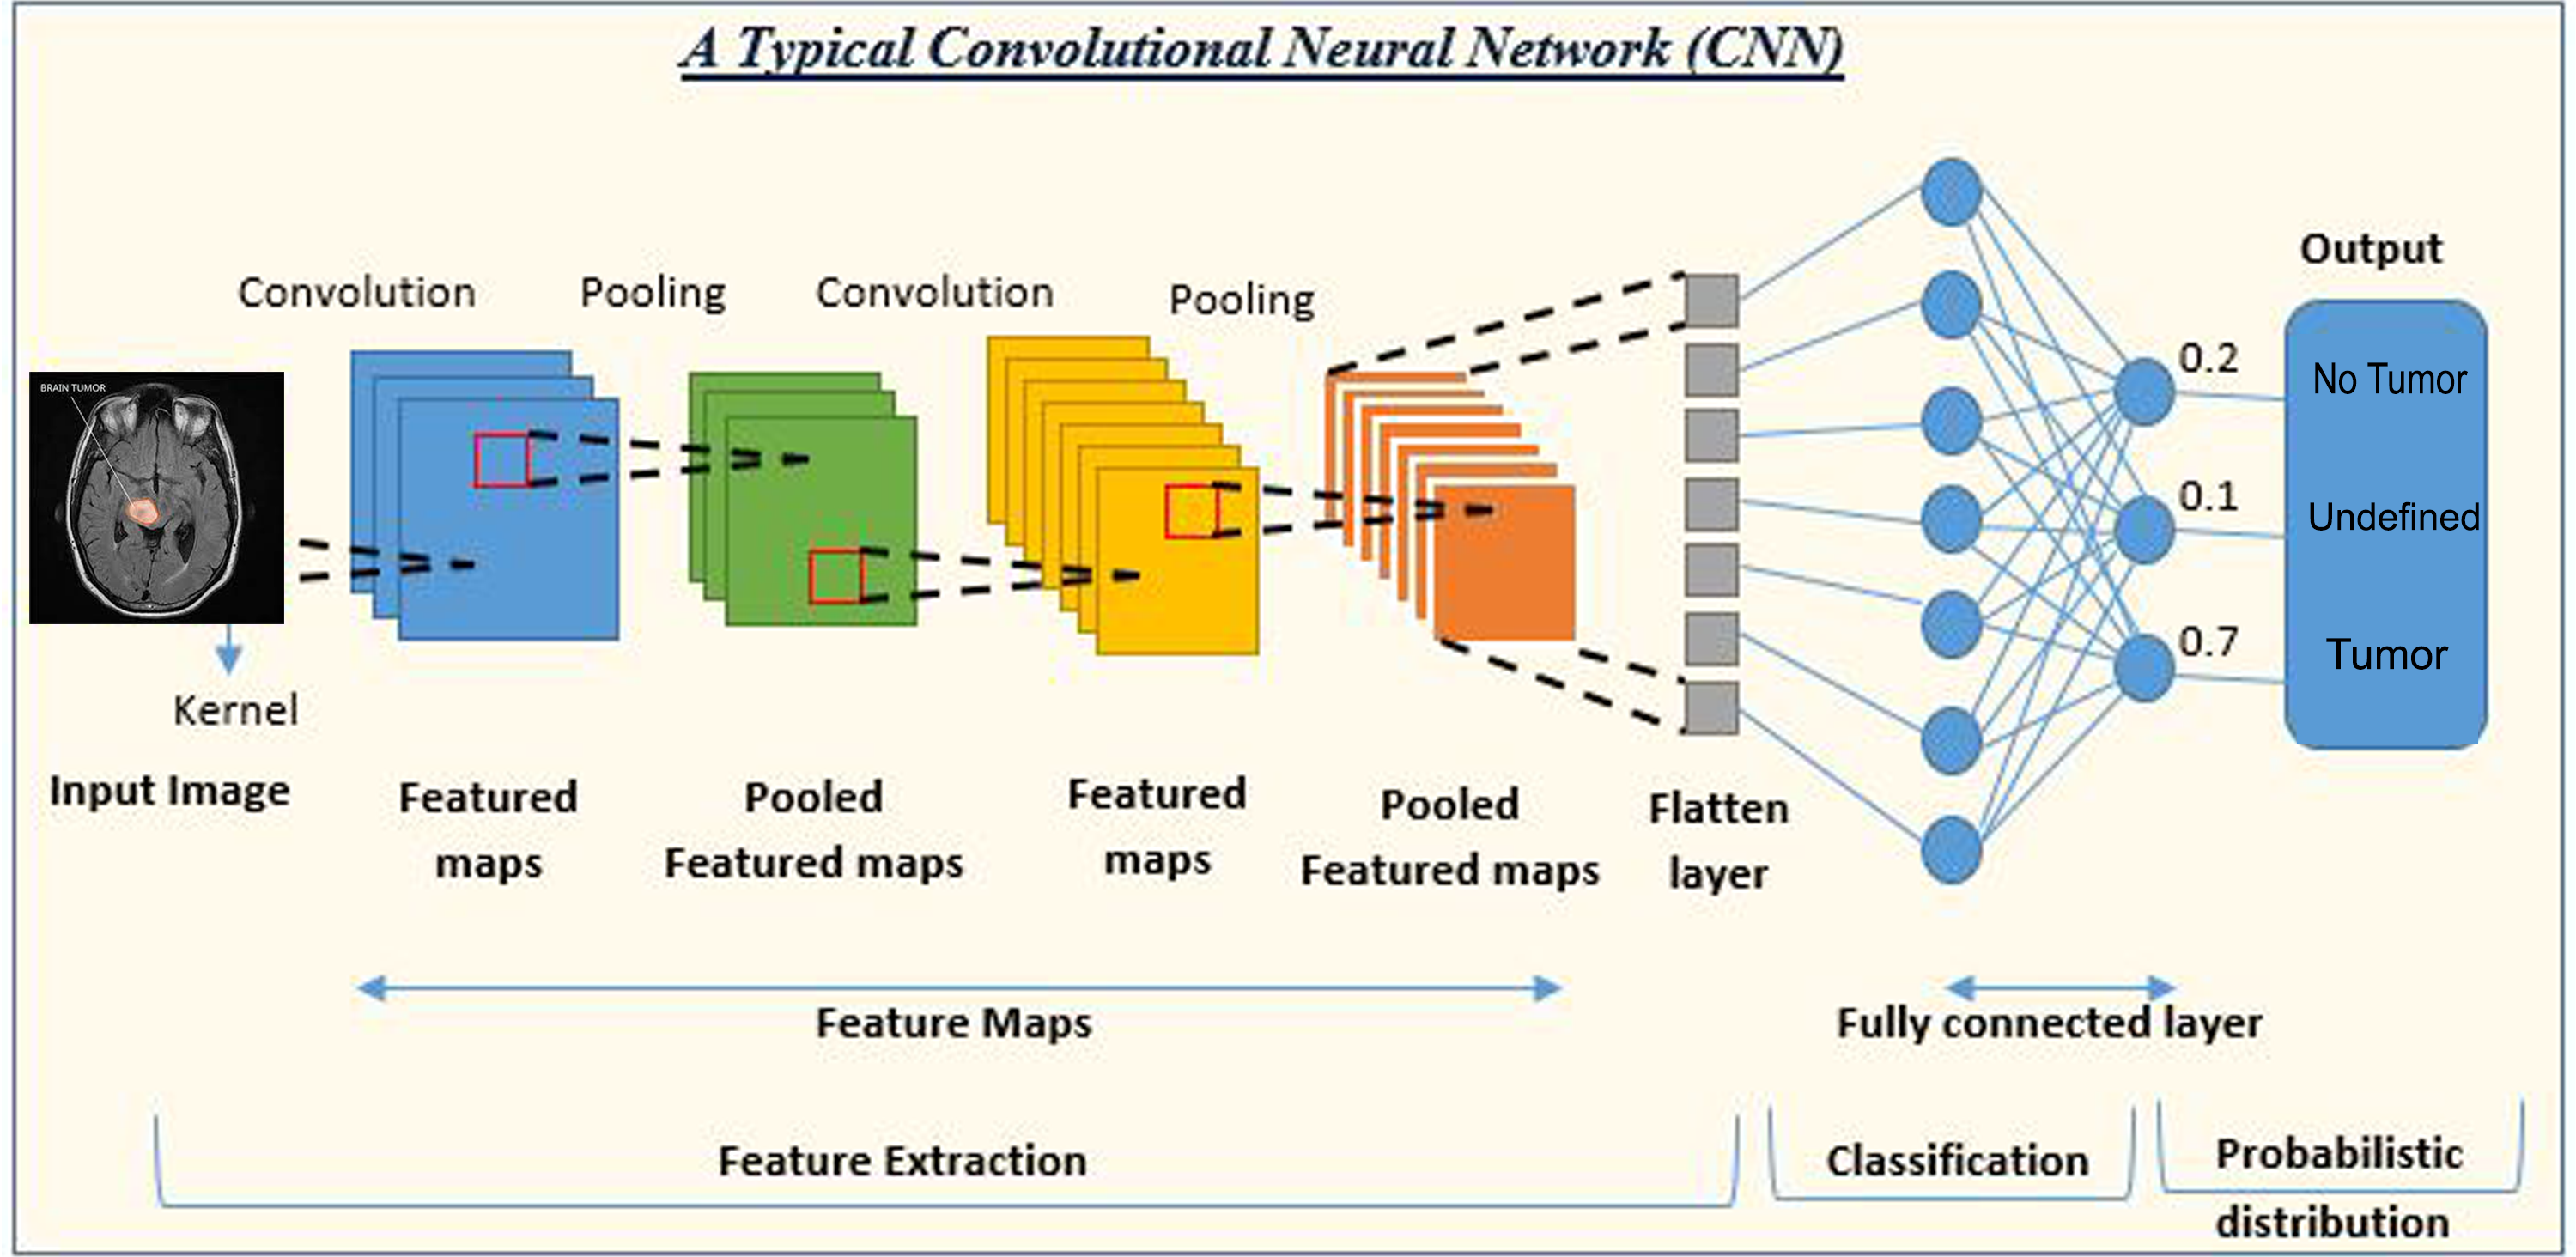 A Typical Convolutional Neural Network (CNN)
Convolution
Pooling
Convolution
Pooling
Output
BRAIN TUMOR
0.2
No Tumor
0.1
Undefined
0.7
Tumor
Kernel
Input Image
Featured
maps
Pooled
Featured maps
Featured
maps
Pooled
Featured maps
Flatten
layer
Feature Maps
Fully connected layer
Feature Extraction
Classification
Probabilistic
distribution